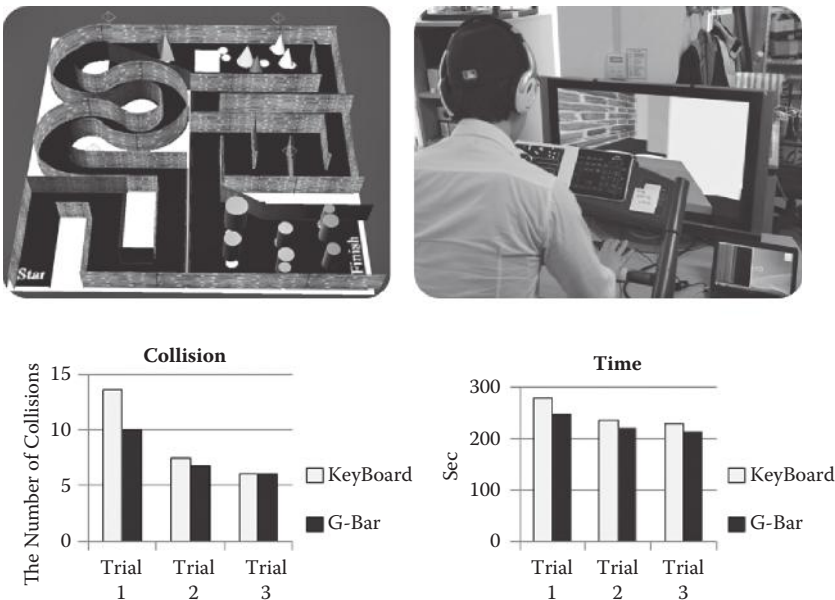 Star
Finish
Collision
The Number of Collisions
15
10
5
0
Trial 1
Trial 2
Trial 3
KeyBoard
G-Bar
Time
Sec
300
200
100
0
Trial 1
Trial 2
Trial 3
KeyBoard
G-Bar